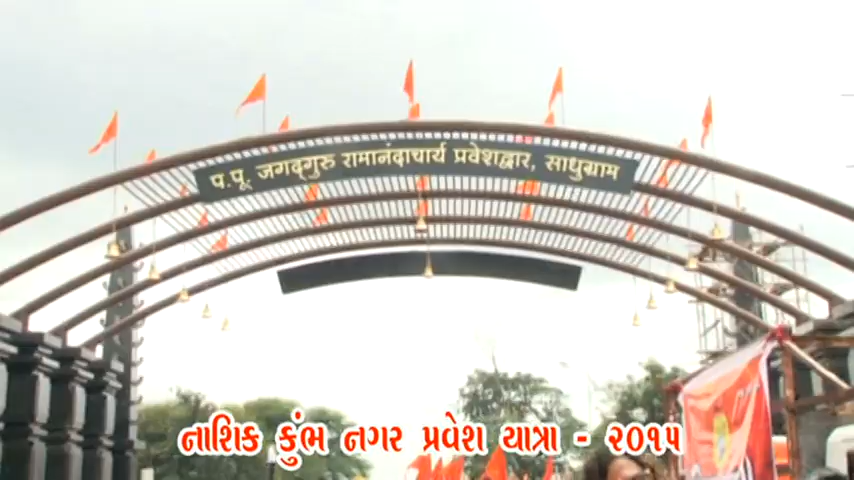 प.पू. जगद्गुरु रामानंदाचार्य प्रवेशद्वार, साधुग्राम
નાશિક કુંભ નગર પ્રવેશ યાત્રા - ૨૦૧૫